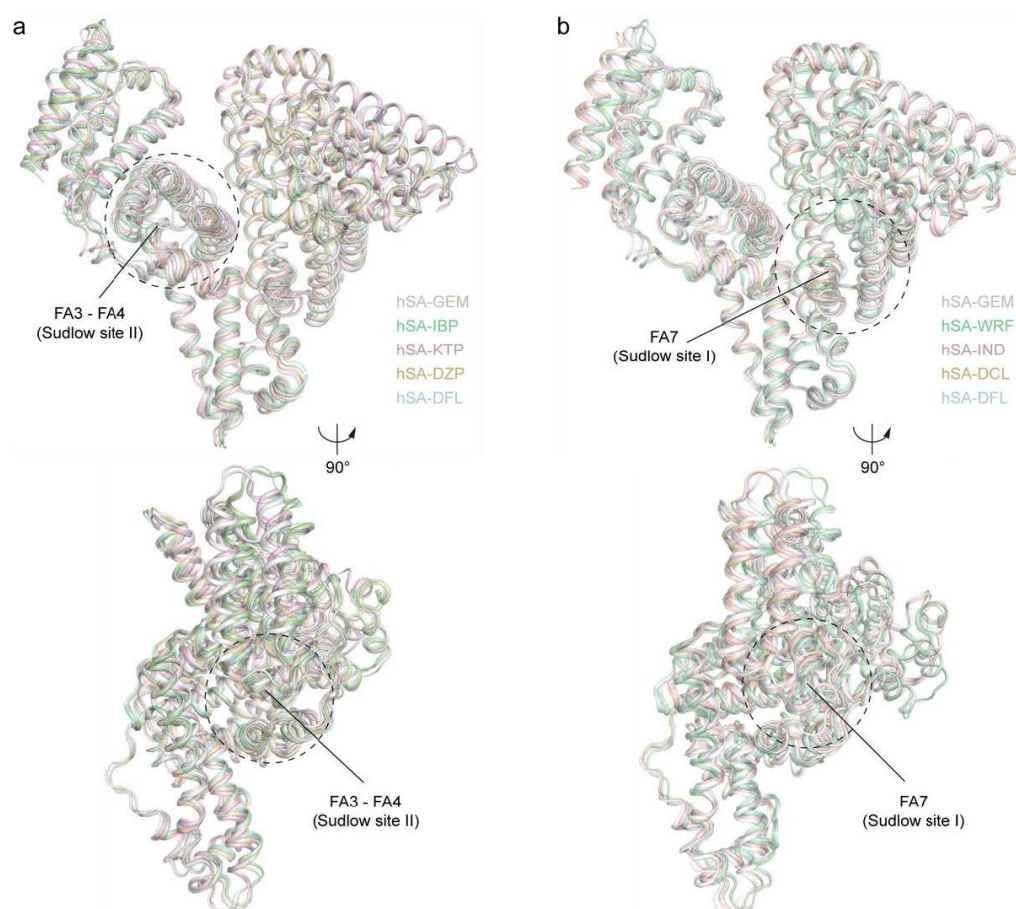 a
FA3 - FA4
(Sudlow site II)
hSA-GEM
hSA-IBP
hSA-KTP
hSA-DZP
hSA-DFL
90°
FA3 - FA4
(Sudlow site II)
b
FA7
(Sudlow site I)
hSA-GEM
hSA-WRF
hSA-IND
hSA-DCL
hSA-DFL
90°
FA7
(Sudlow site I)